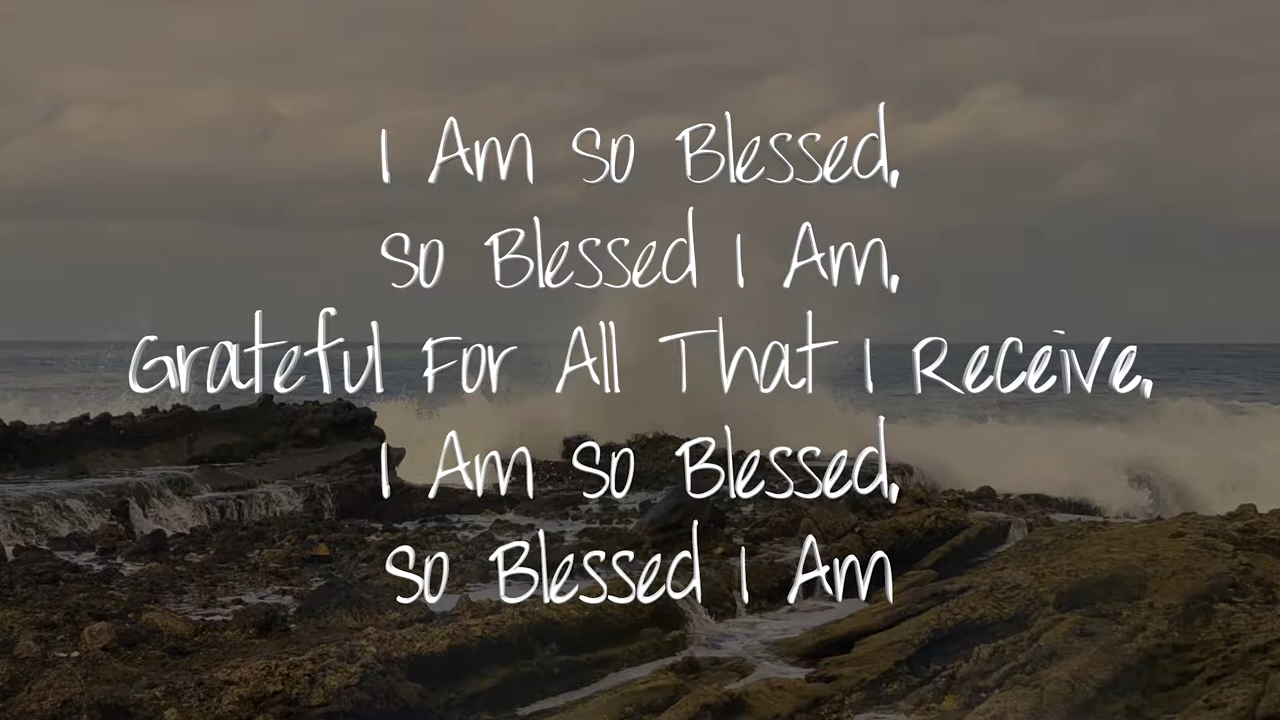 I Am So Blessed,
So Blessed I Am,
Grateful For All That I Receive,
I Am So Blessed,
So Blessed I Am